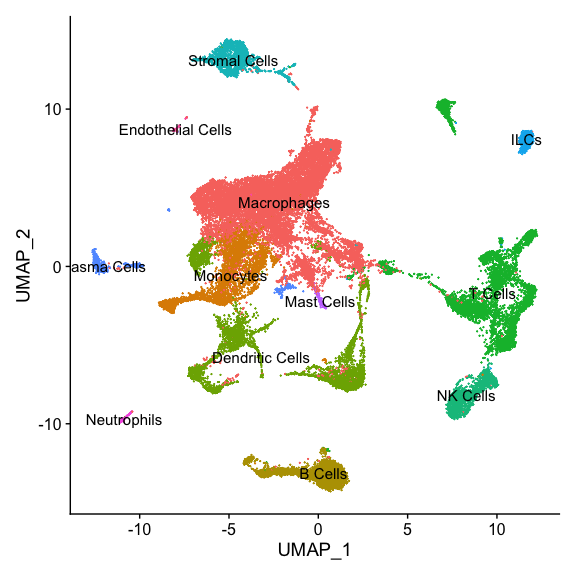 Stromal Cells
10
Endothelial Cells
ILCs
Macrophages
UMAP_2
0
asma Cells
Monocytes
Mast Cells
T Cells
Dendritic Cells
NK Cells
-10
Neutrophils
B Cells
-10
-5
0
5
10
UMAP_1